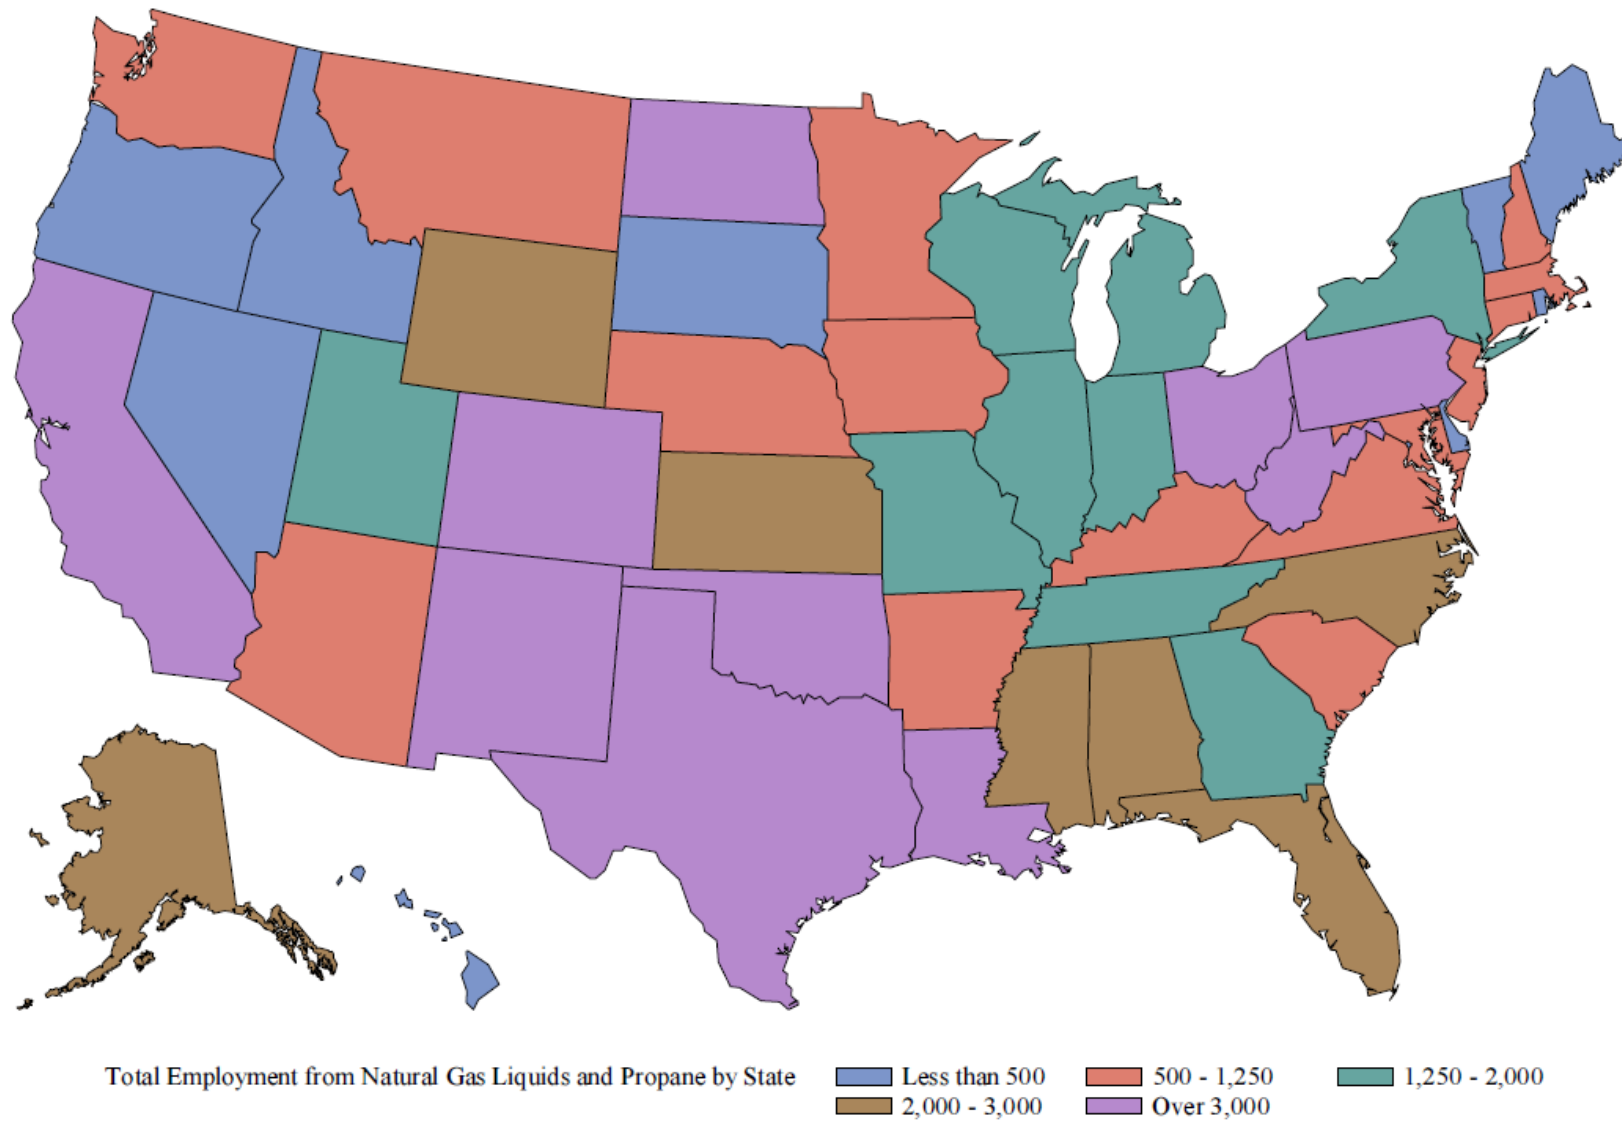 Total Employment from Natural Gas Liquids and Propane by State Less than 500 500 - 1,250 1,250 - 2,000
2,000 - 3,000 Over 3,000